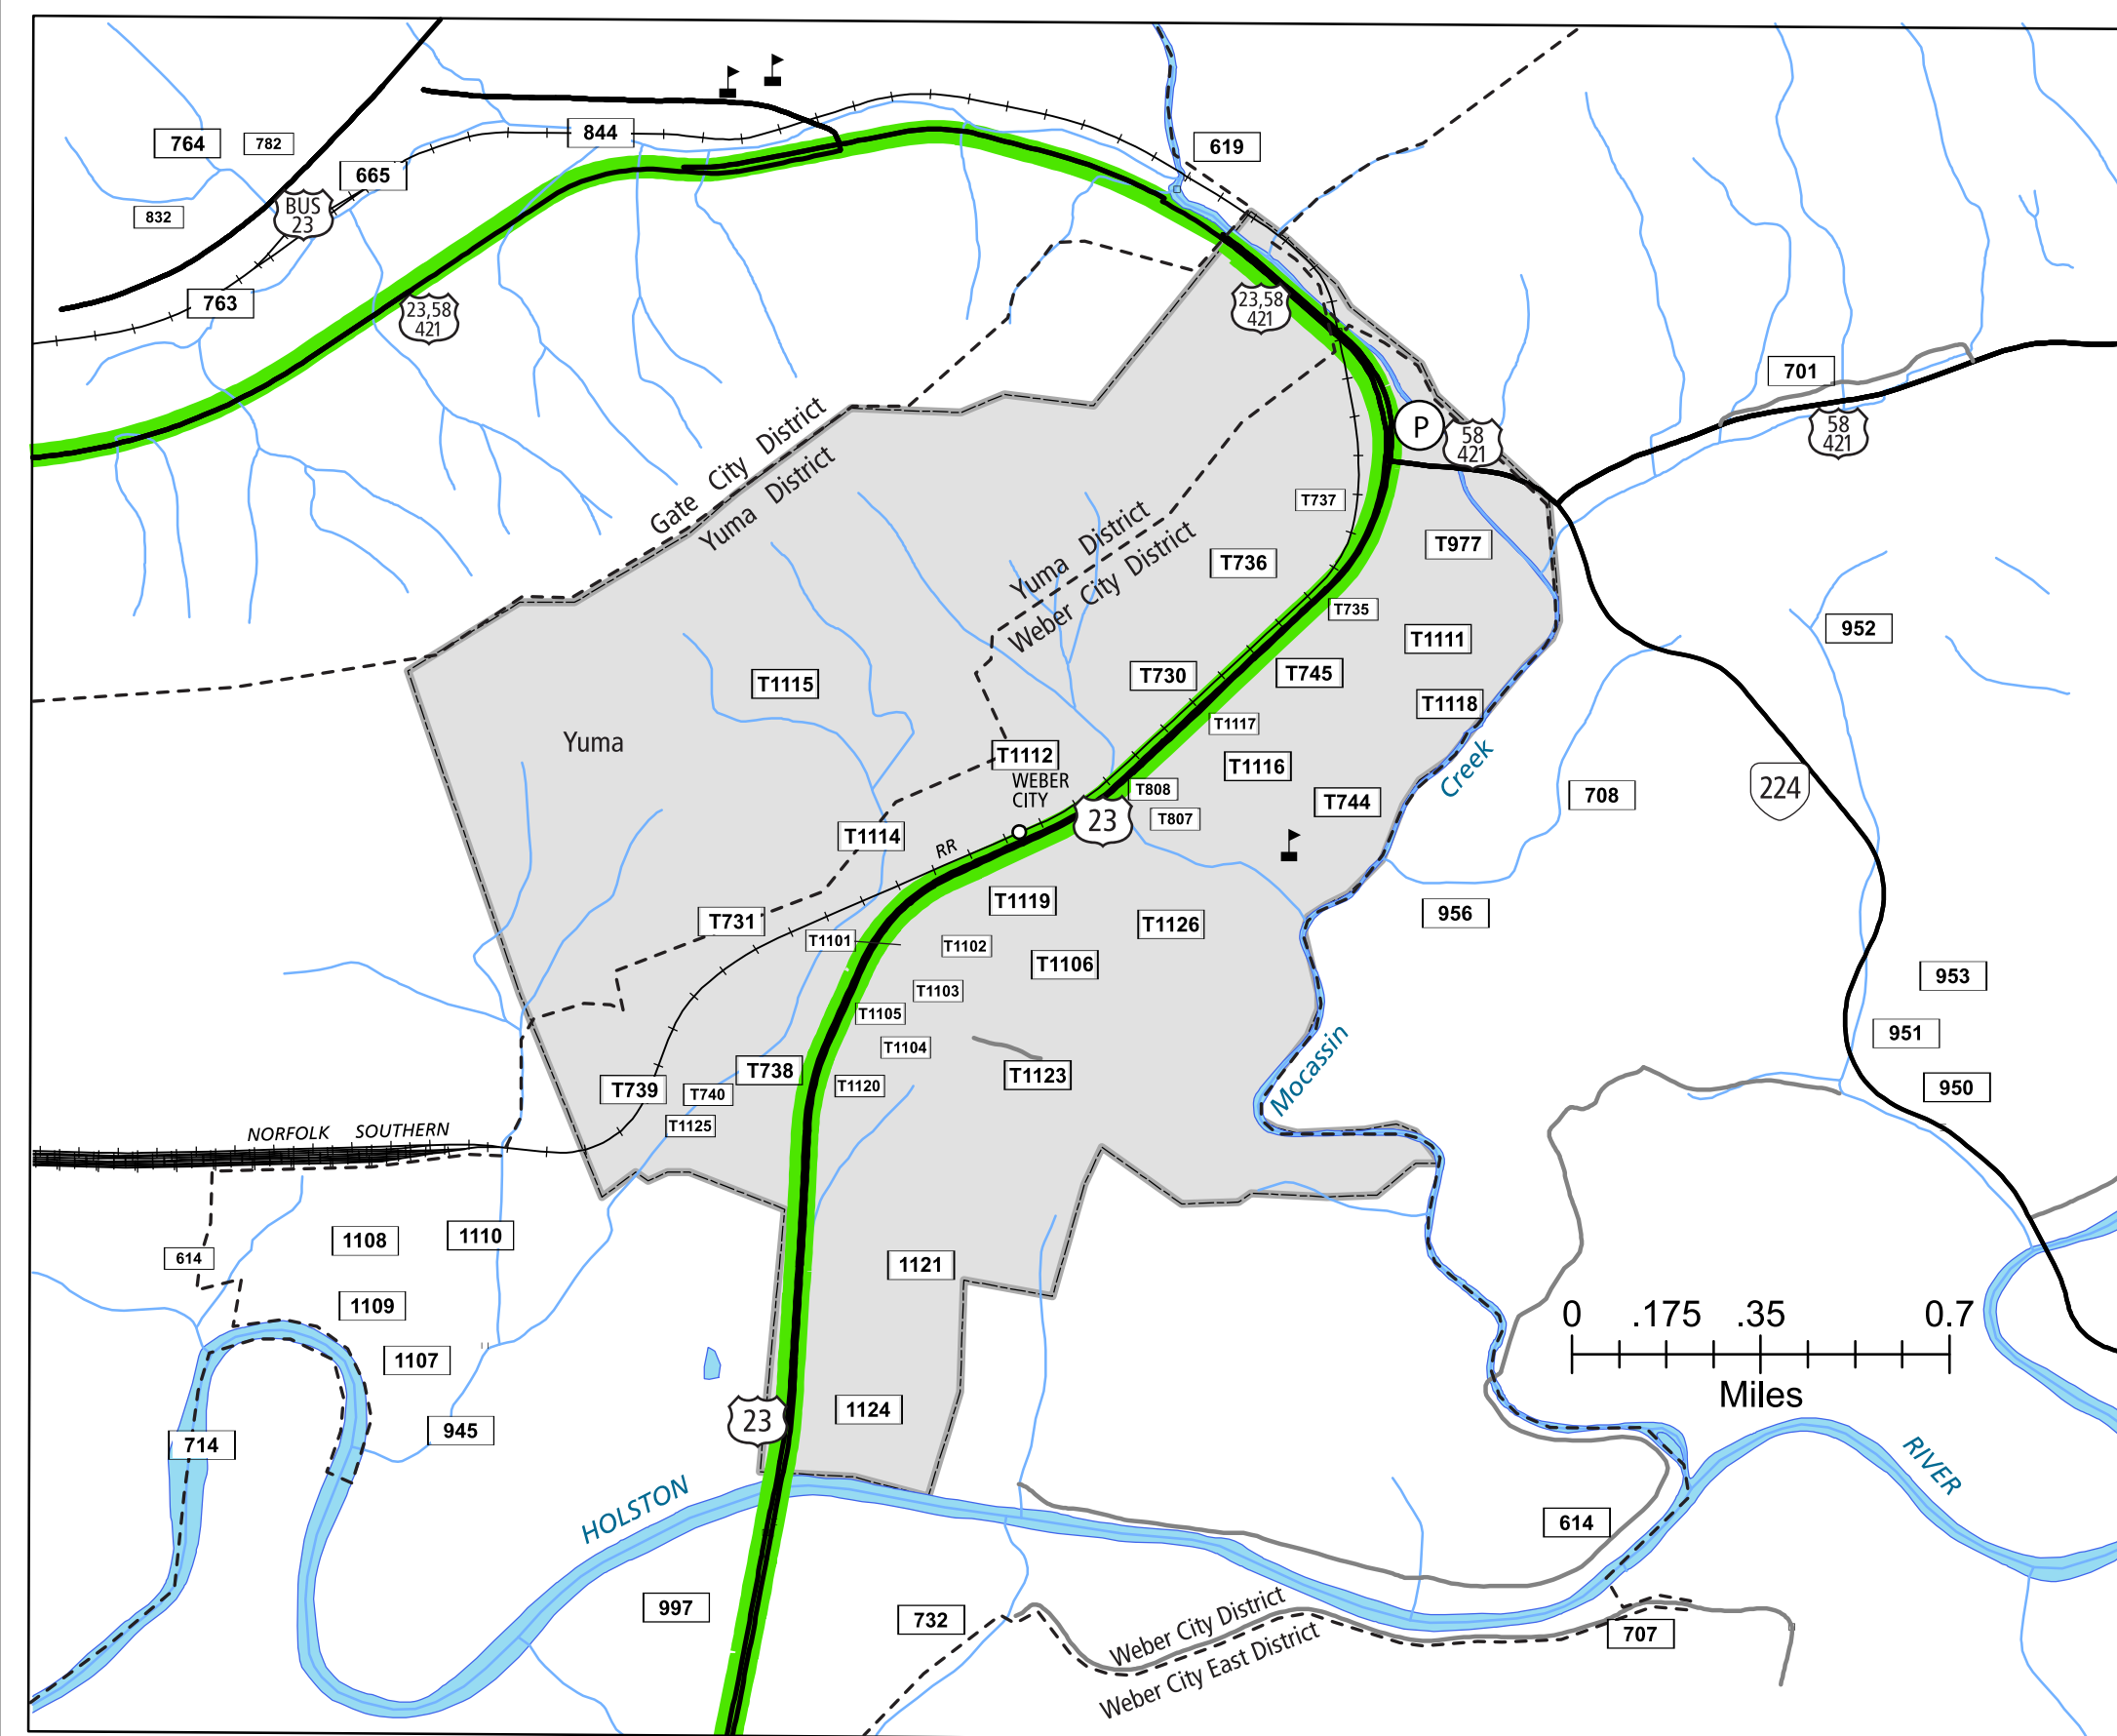 764
782
844
665
619
BUS
23
832
763
23,58
421
23,58
421
701
58
421
P
58
421
Gate City District
Yuma District
T737
T977
Yuma District
Weber City District
T736
T735
T1111
952
T1115
T730
T745
T1118
T1117
Yuma
T1112
WEBER
CITY
T1116
Creek
T808
T744
708
224
T807
23
T1114
RR
T1119
956
T731
T1126
T1101
T1102
T1106
953
T1103
T1105
951
T1104
Mocassin
T738
T1123
T739
T740
T1120
950
T1125
NORFOLK SOUTHERN
1108
1110
614
1121
1109
0 .175 .35 0.7
Miles
1107
23
1124
945
714
HOLSTON
RIVER
614
997
732
707
Weber City District
Weber City East District